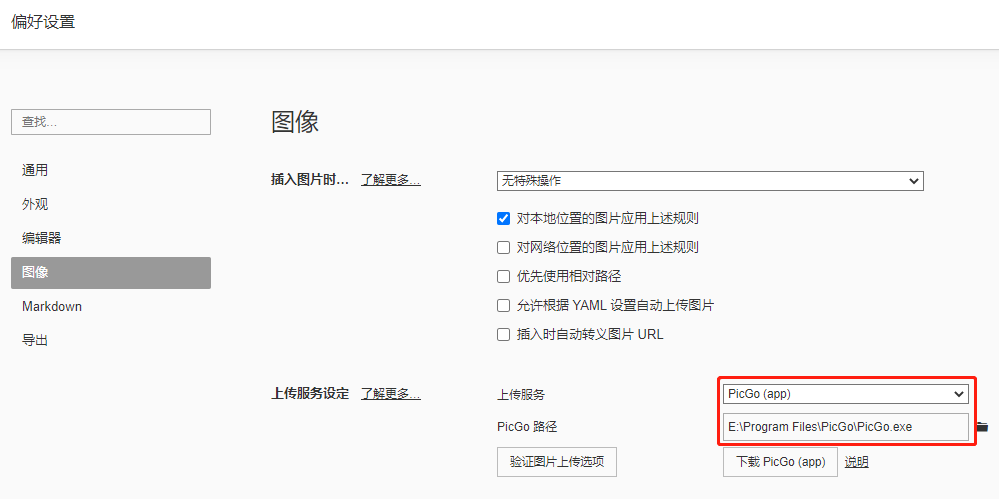 偏好设置
查找...
通用
外观
编辑器
图像
Markdown
导出
图像
插入图片时... 了解更多... 无特殊操作
对本地位置的图片应用上述规则
对网络位置的图片应用上述规则
优先使用相对路径
允许根据 YAML 设置自动上传图片
插入时自动转义图片 URL
上传服务设定 了解更多... 上传服务 PicGo (app)
PicGo 路径 E:\Program Files\PicGo\PicGo.exe
验证图片上传选项 下载 PicGo (app) 说明